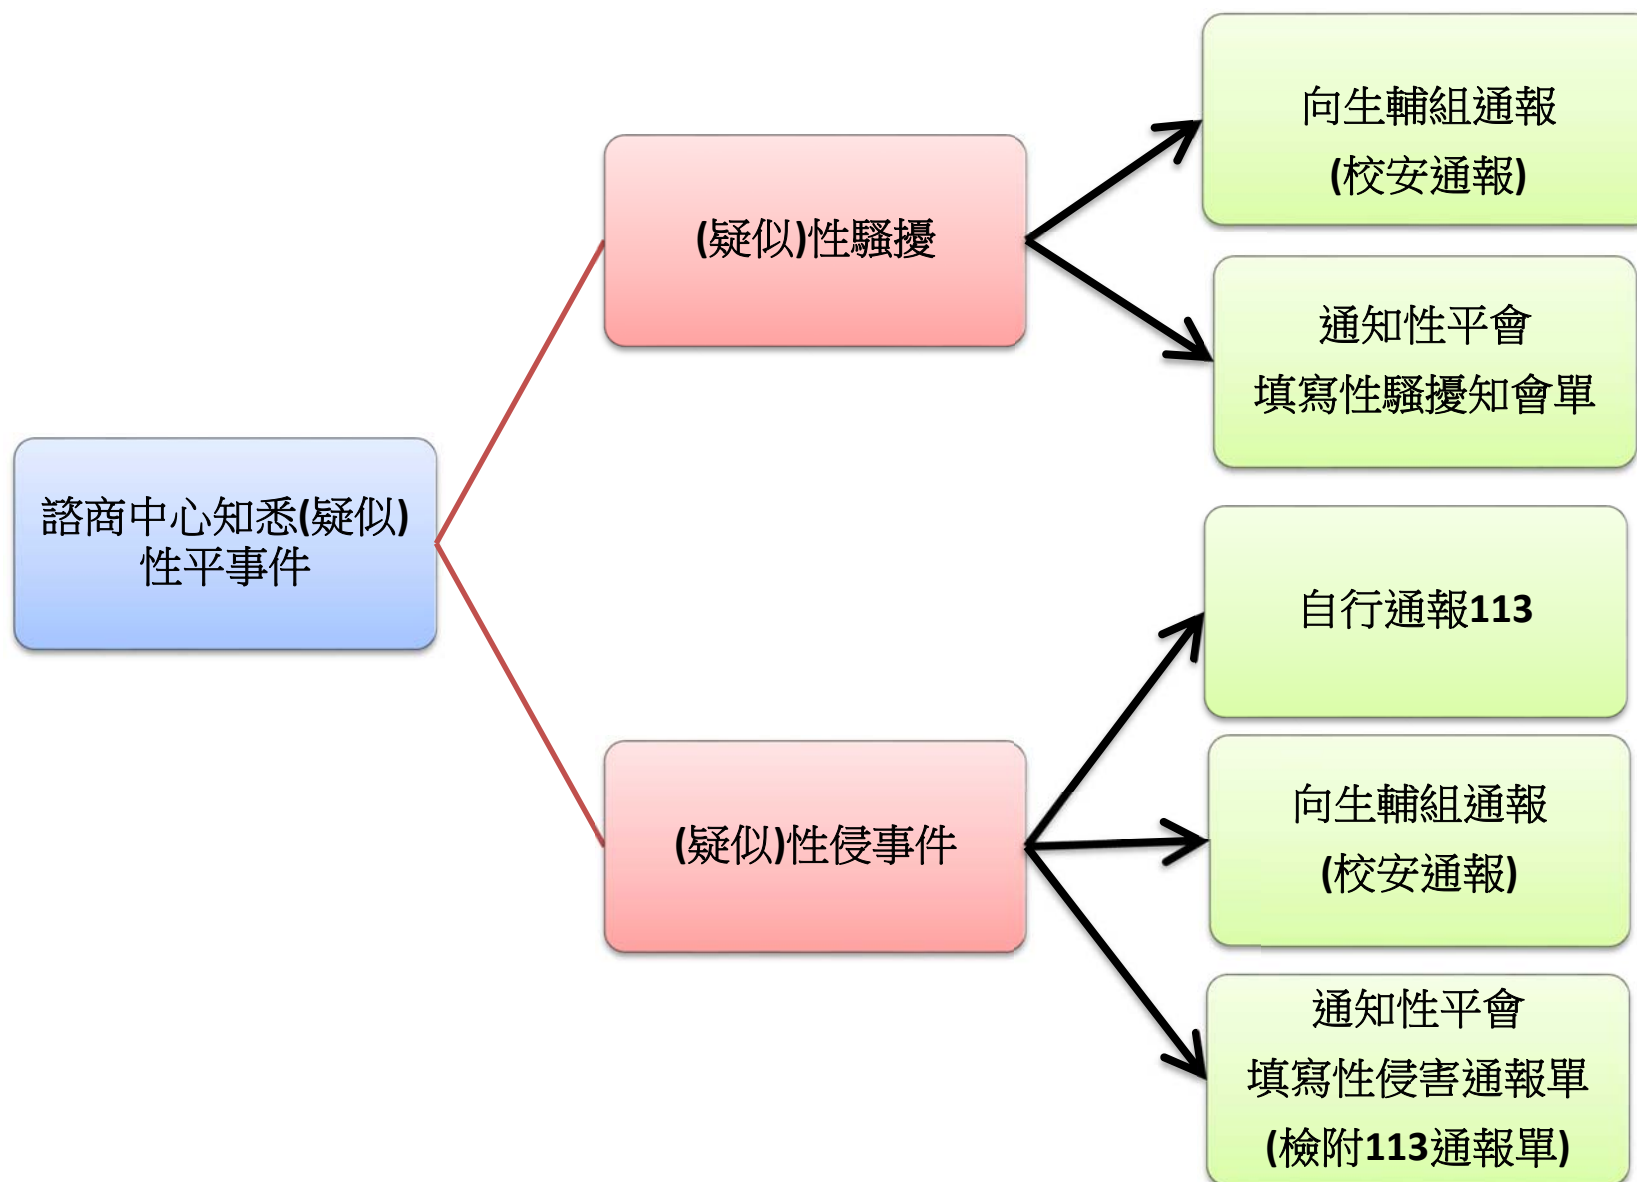 諮商中心知悉(疑似)
性平事件
(疑似)性騷擾
向生輔組通報
(校安通報)
通知性平會
填寫性騷擾知會單
(疑似)性侵事件
自行通報113
向生輔組通報
(校安通報)
通知性平會
填寫性侵害通報單
(檢附113通報單)